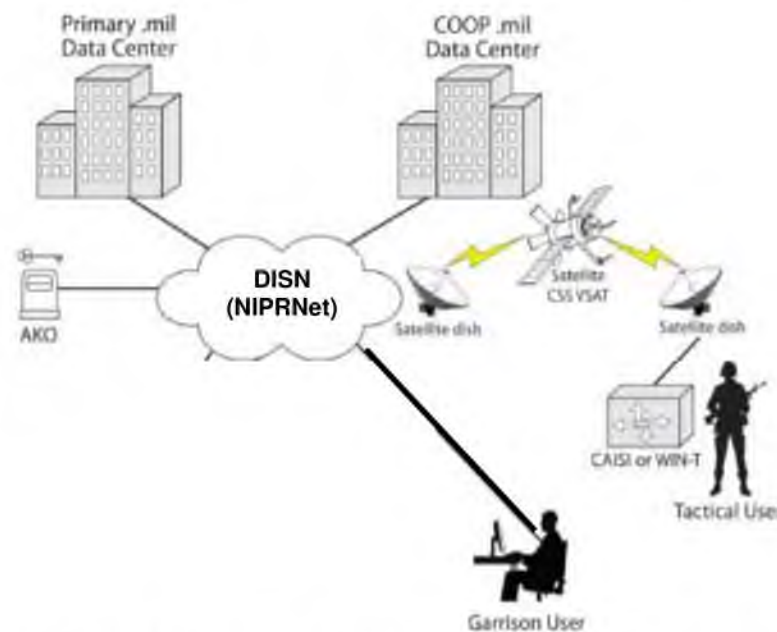 Primary .mil
Data Center
COOP .mil
Data Center
DISN
(NIPRNet)
Satellite
CSS VSAT
AKO
Satellite dish
Satellite dish
CAISI or WIN-T
Tactical User
Garrison User